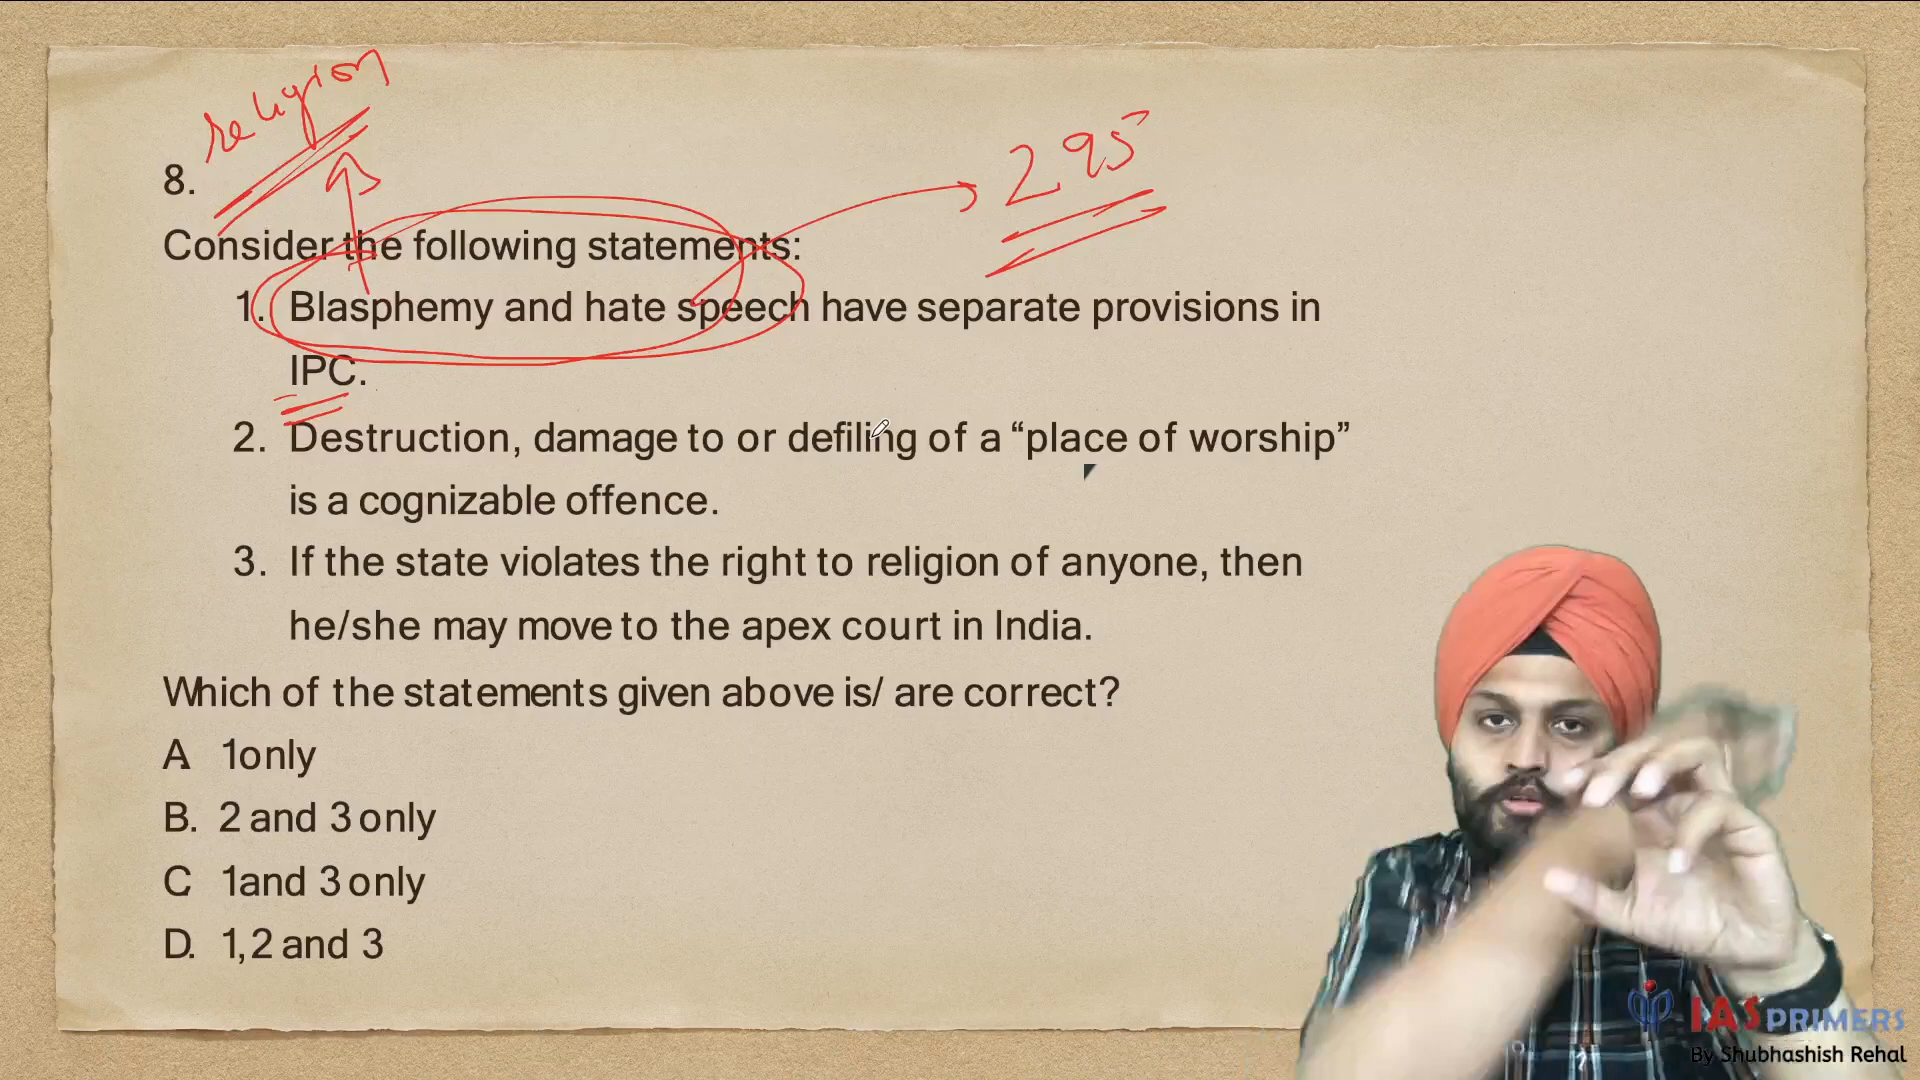 religion
295
8.
Consider the following statements:
1. Blasphemy and hate speech have separate provisions in
IPC.
2. Destruction, damage to or defiling of a “place of worship”
is a cognizable offence.
3. If the state violates the right to religion of anyone, then
he/she may move to the apex court in India.
Which of the statements given above is/ are correct?
A. 1 only
B. 2 and 3 only
C. 1 and 3 only
D. 1, 2 and 3
IAS PRIMERS
By Shubhashish Rehal